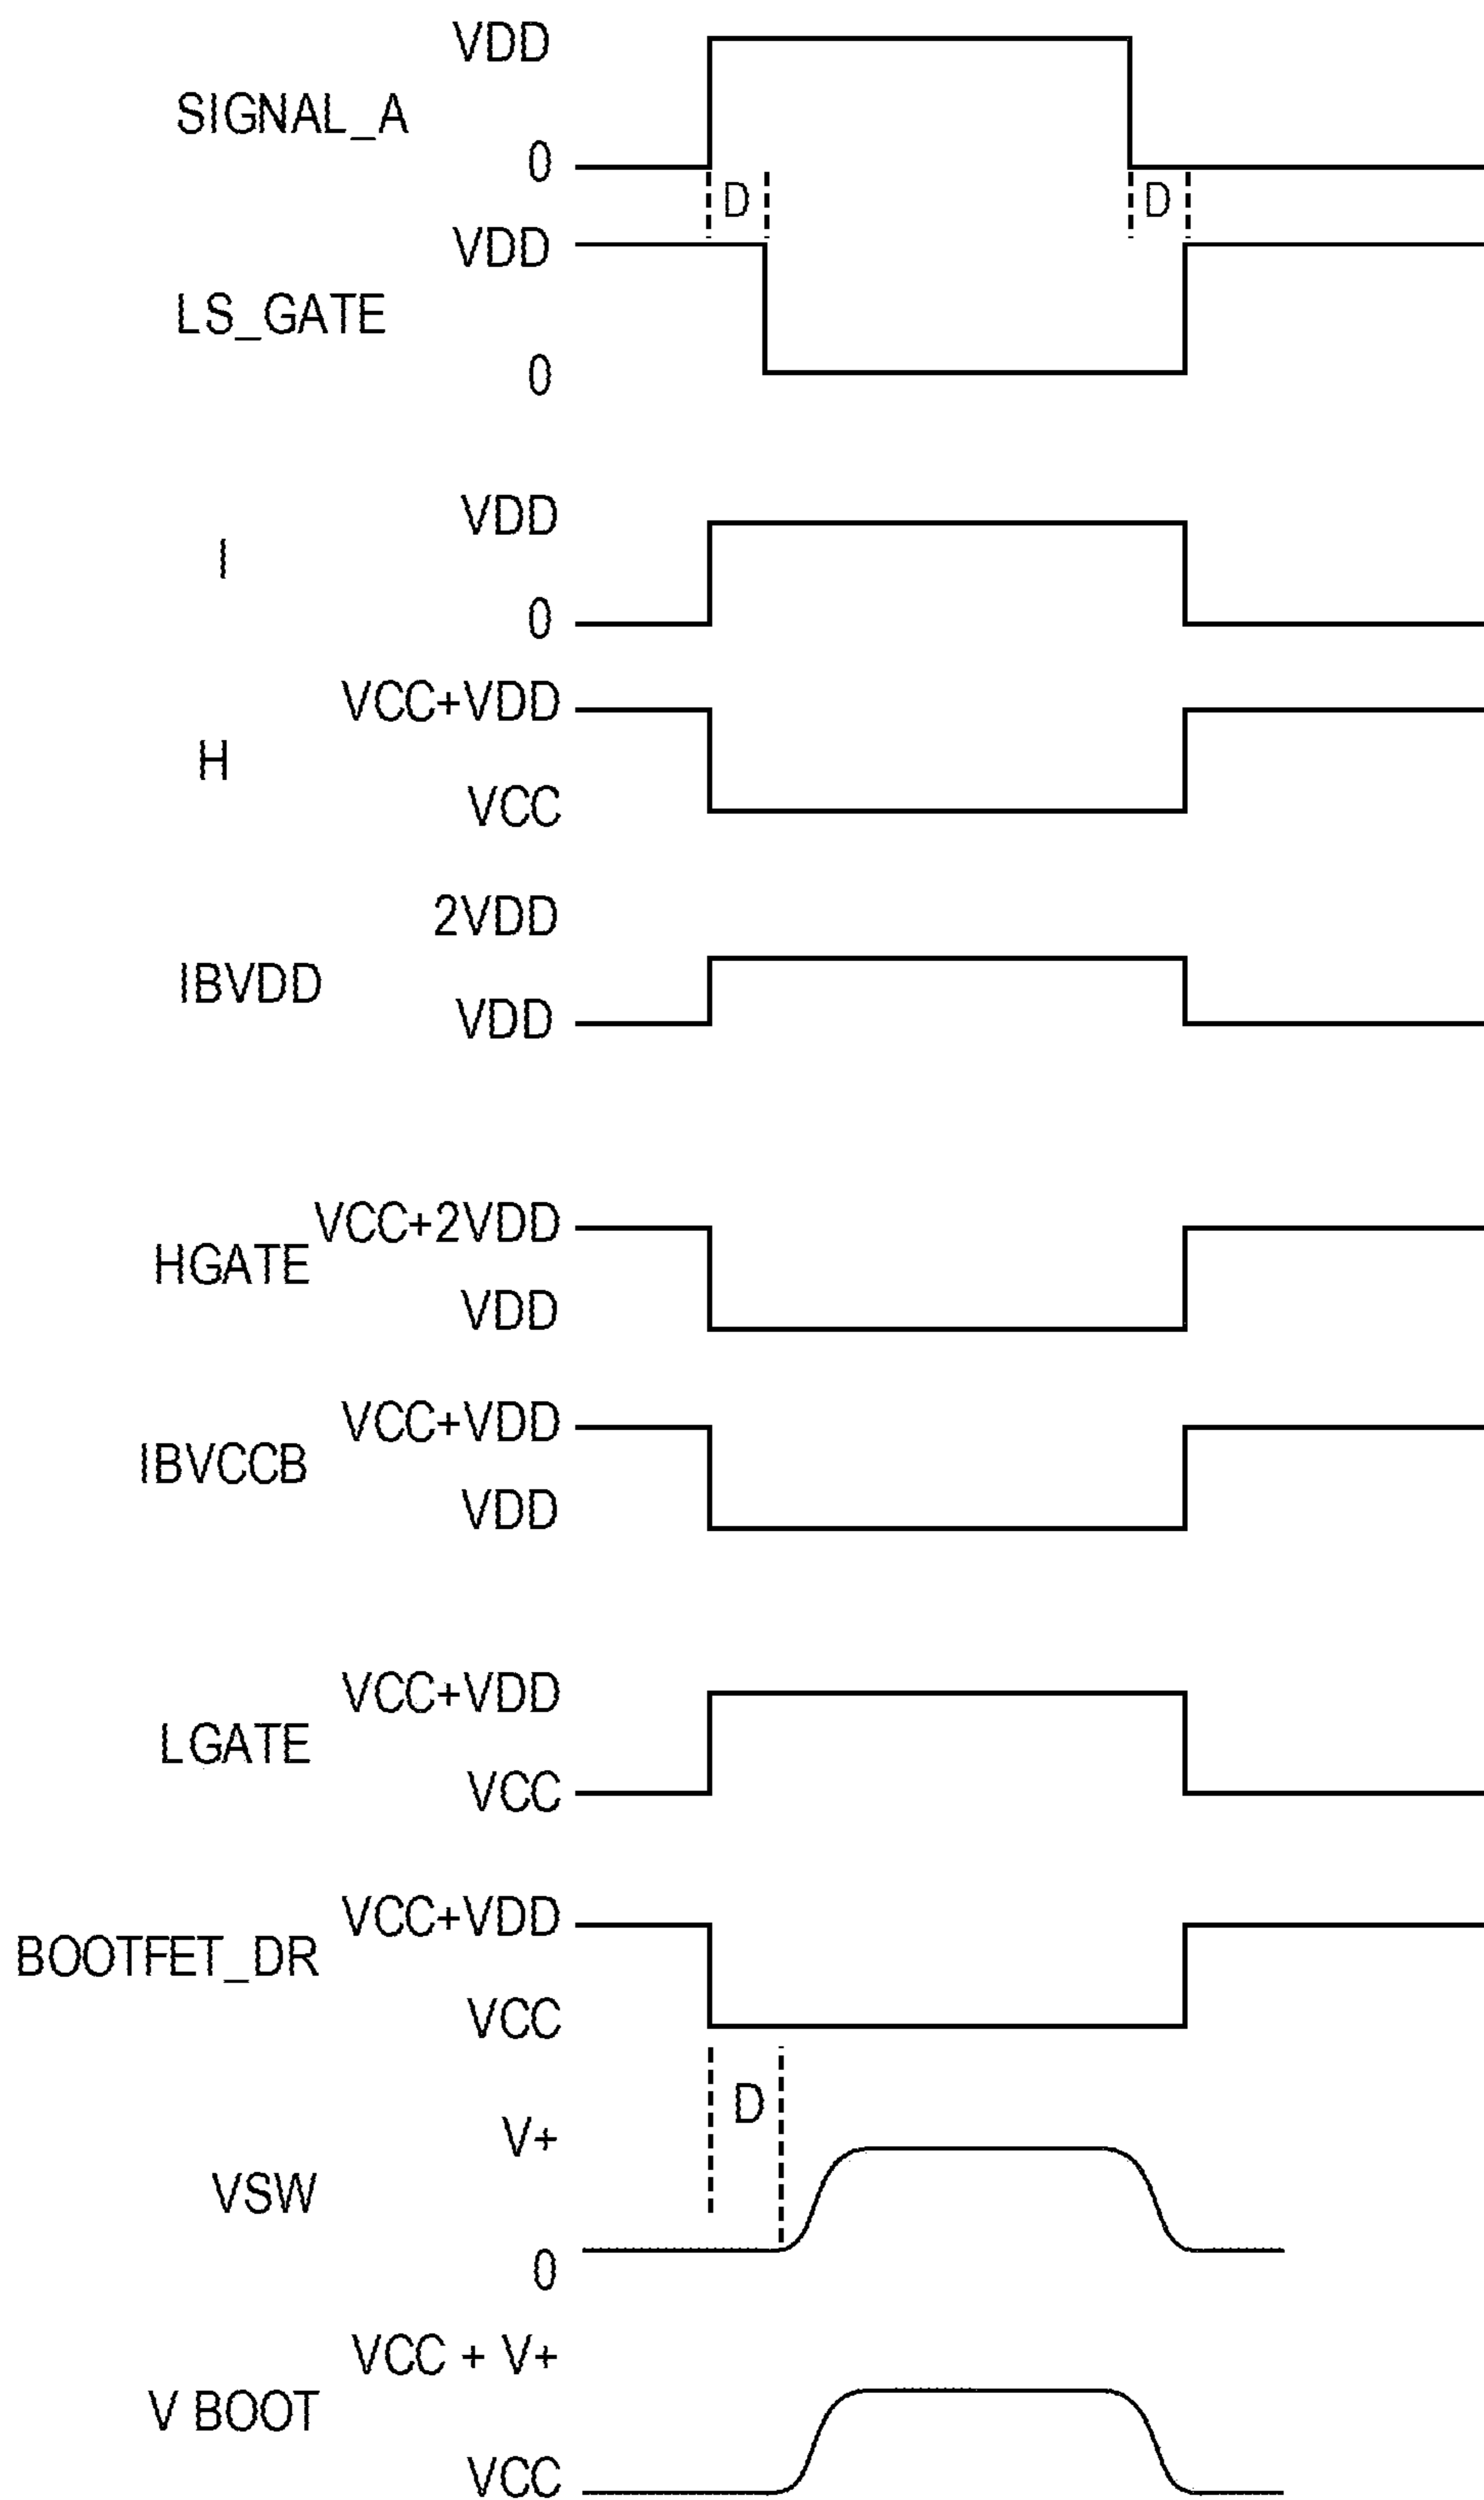 VDD
SIGNAL_A
0
D
D
VDD
LS_GATE
0
VDD
I
0
VCC+VDD
H
VCC
2VDD
IBVDD
VDD
VCC+2VDD
HGATE
VDD
VCC+VDD
IBVCCB
VDD
VCC+VDD
LGATE
VCC
VCC+VDD
BOOTFET_DR
VCC
D
V+
VSW
0
VCC + V+
V BOOT
VCC